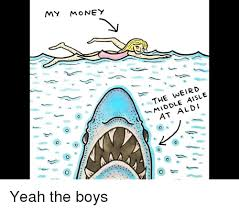 MY MONEY
THE WEIRD
MIDDLE AISLE
AT ALDI
Yeah the boys